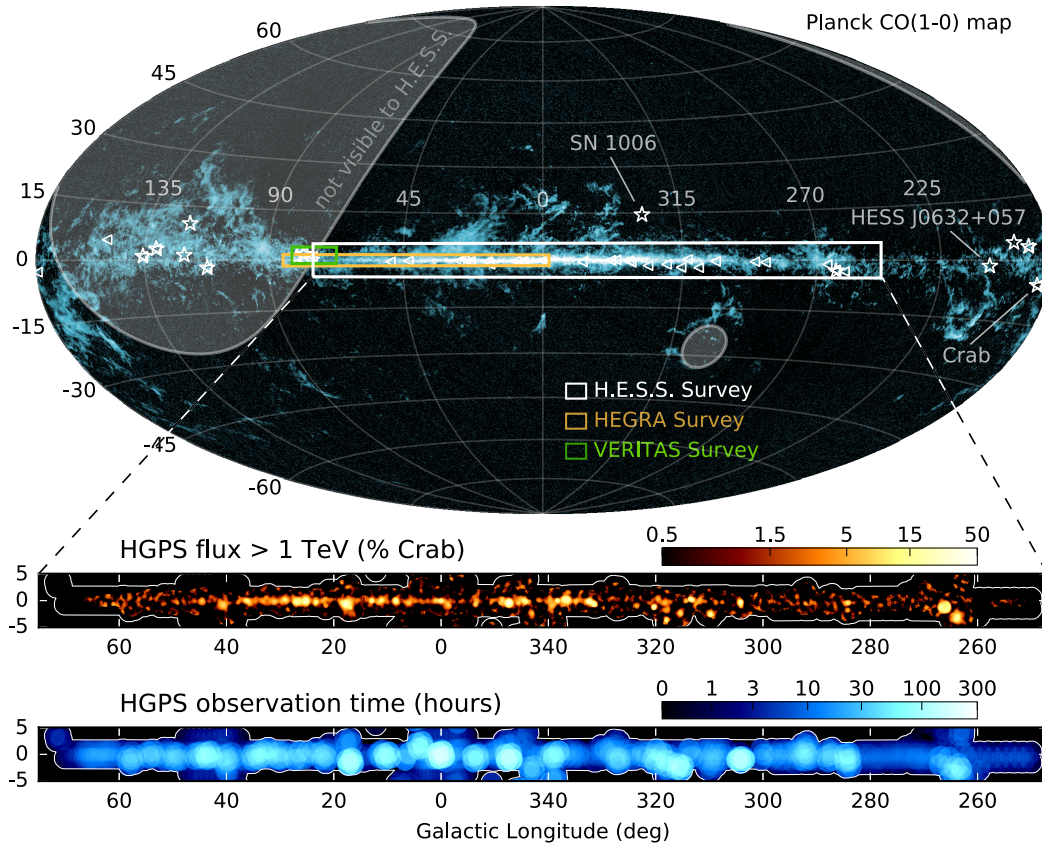 Planck CO(1-0) map
60
45
30
15
0
-15
-30
-45
-60
not visible to H.E.S.S.
135
90
45
0
315
270
225
SN 1006
HESS J0632+057
Crab
H.E.S.S. Survey
HEGRA Survey
VERITAS Survey
HGPS flux > 1 TeV (% Crab)
0.5 1.5 5 15 50
5
0
-5
60 40 20 0 340 320 300 280 260
HGPS observation time (hours)
0 1 3 10 30 100 300
5
0
-5
60 40 20 0 340 320 300 280 260
Galactic Longitude (deg)